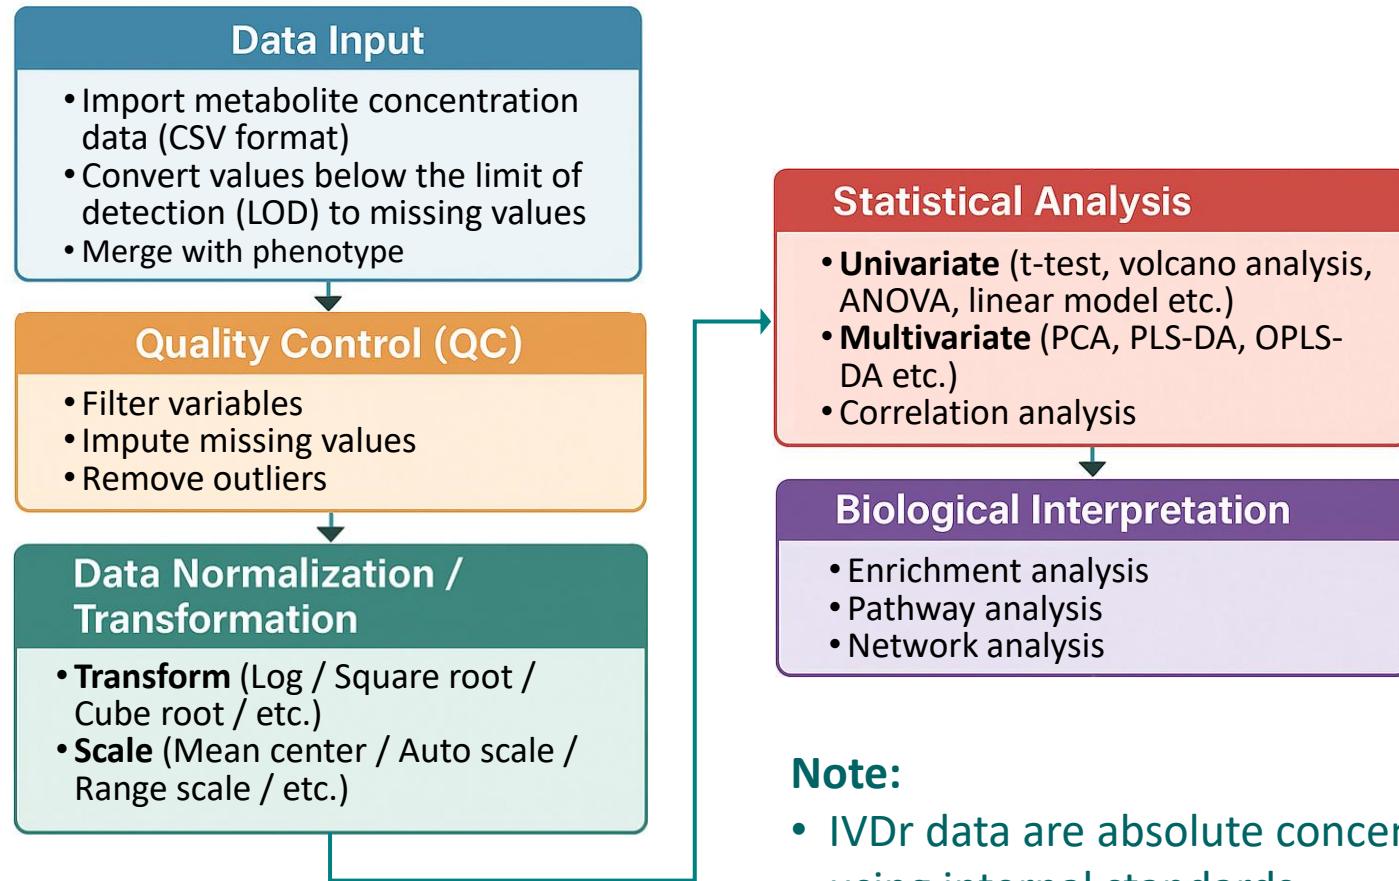 Data Input
• Import metabolite concentration
data (CSV format)
• Convert values below the limit of
detection (LOD) to missing values
• Merge with phenotype
Quality Control (QC)
• Filter variables
• Impute missing values
• Remove outliers
Data Normalization /
Transformation
• Transform (Log / Square root /
Cube root / etc.)
• Scale (Mean center / Auto scale /
Range scale / etc.)
Statistical Analysis
• Univariate (t-test, volcano analysis,
ANOVA, linear model etc.)
• Multivariate (PCA, PLS-DA, OPLS-
DA etc.)
• Correlation analysis
Biological Interpretation
• Enrichment analysis
• Pathway analysis
• Network analysis
Note:
• IVDr data are absolute